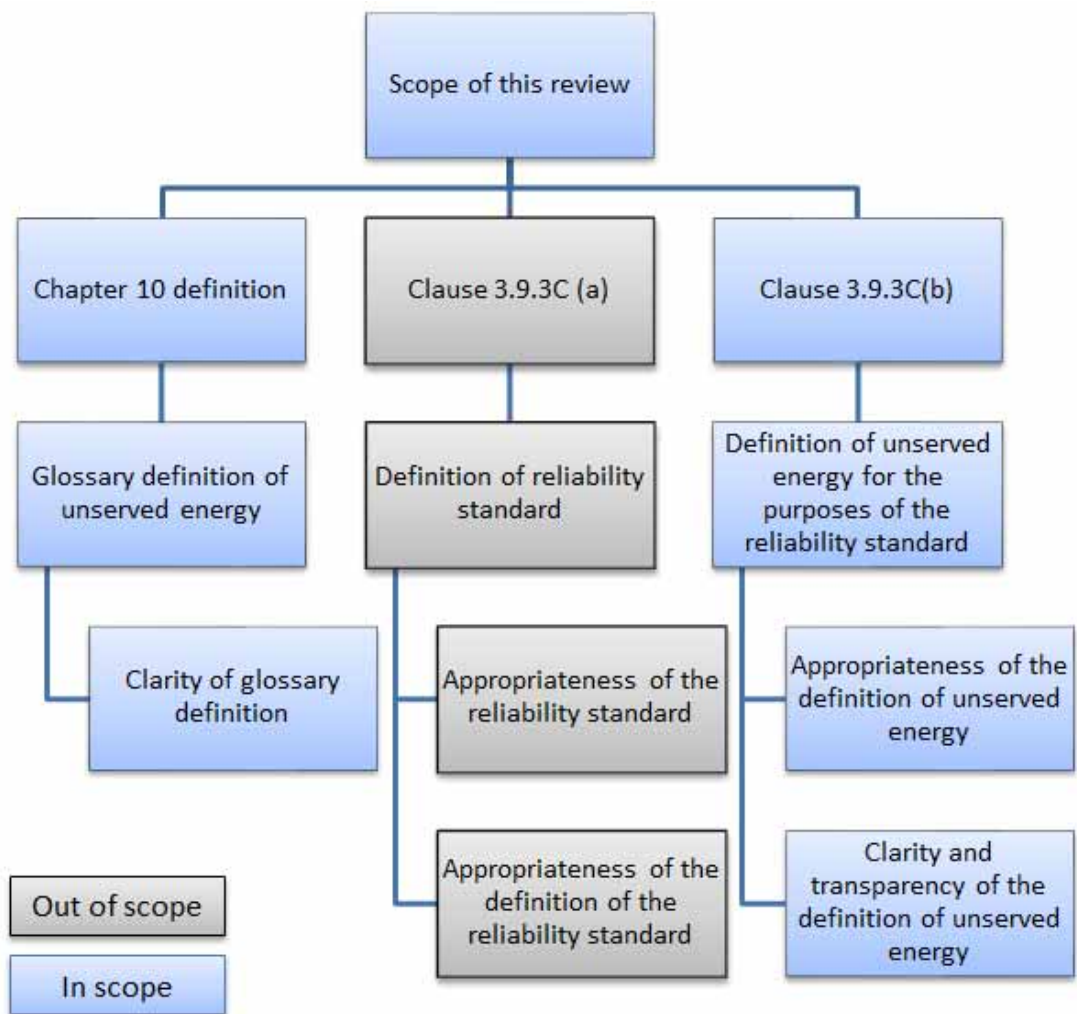 Scope of this review
Chapter 10 definition
Clause 3.9.3C (a)
Clause 3.9.3C(b)
Glossary definition of
unserved energy
Definition of reliability
standard
Definition of unserved
energy for the
purposes of the
reliability standard
Clarity of glossary
definition
Appropriateness of the
reliability standard
Appropriateness of the
definition of unserved
energy
Appropriateness of the
definition of the
reliability standard
Clarity and
transparency of the
definition of unserved
energy
Out of scope
In scope